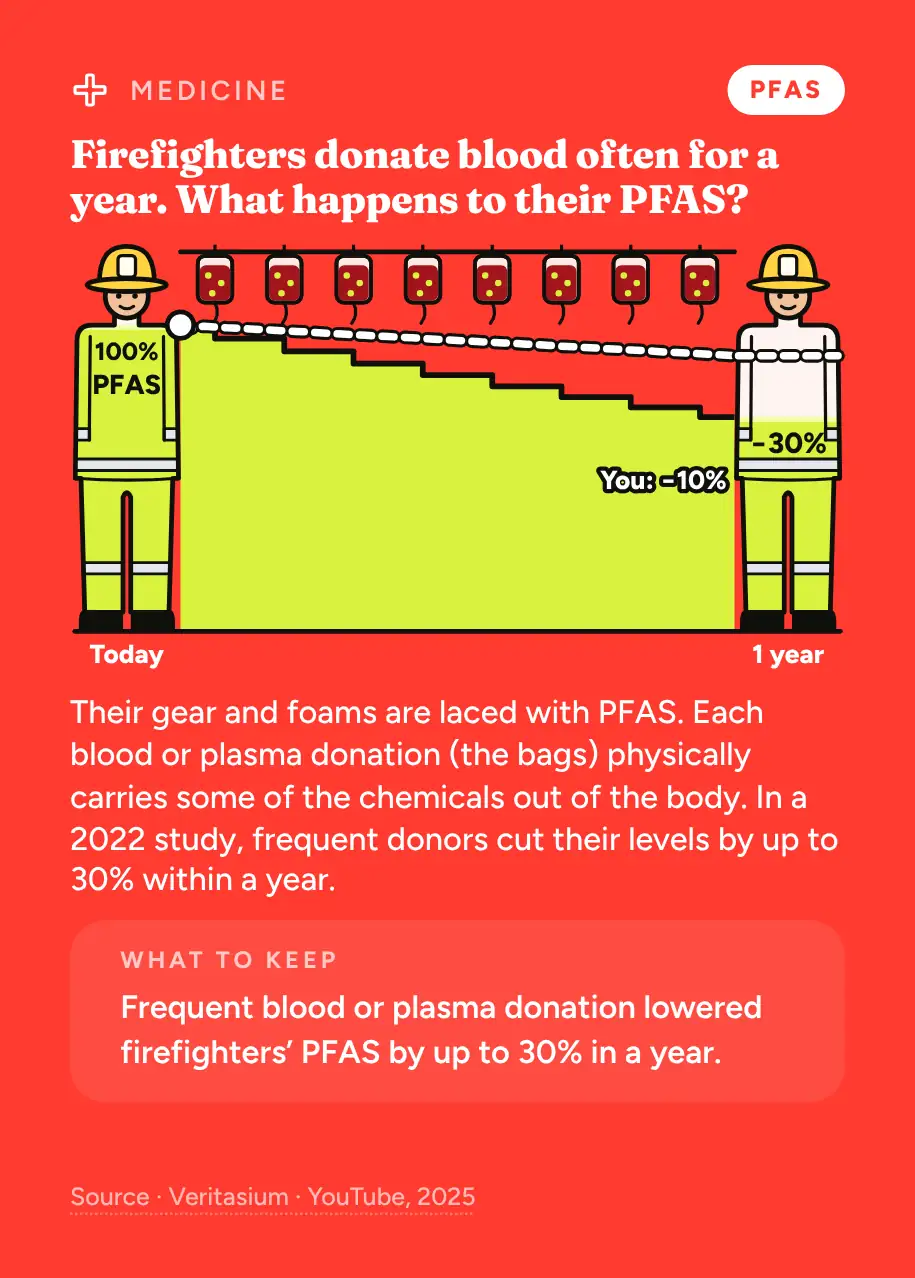 MEDICINE
PFAS
Firefighters donate blood often for a
year. What happens to their PFAS?
100%
PFAS
-30%
You: -10%
Today
1 year
Their gear and foams are laced with PFAS. Each
blood or plasma donation (the bags) physically
carries some of the chemicals out of the body. In a
2022 study, frequent donors cut their levels by up to
30% within a year.
WHAT TO KEEP
Frequent blood or plasma donation lowered
firefighters’ PFAS by up to 30% in a year.
Source · Veritasium · YouTube, 2025